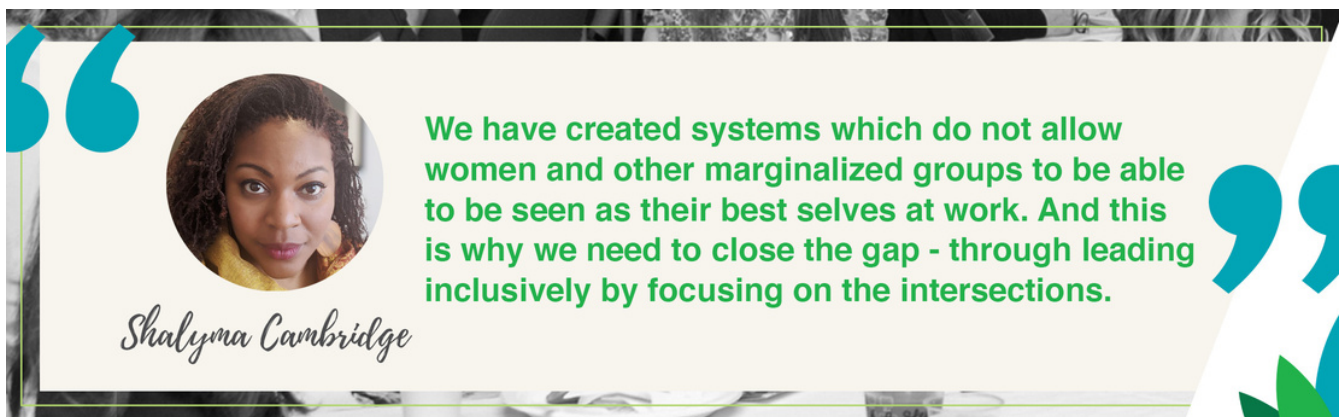 We have created systems which do not allow
women and other marginalized groups to be able
to be seen as their best selves at work. And this
is why we need to close the gap - through leading
inclusively by focusing on the intersections.
Shalyma Cambridge